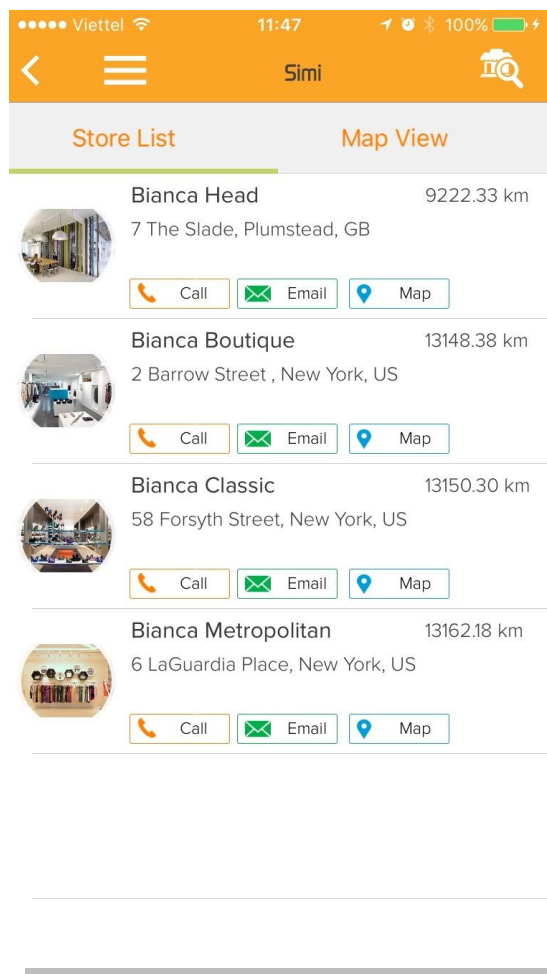 Viettel 11:47 100%
Simi
Store List Map View
Bianca Head 9222.33 km
7 The Slade, Plumstead, GB
Call Email Map
Bianca Boutique 13148.38 km
2 Barrow Street , New York, US
Call Email Map
Bianca Classic 13150.30 km
58 Forsyth Street, New York, US
Call Email Map
Bianca Metropolitan 13162.18 km
6 LaGuardia Place, New York, US
Call Email Map